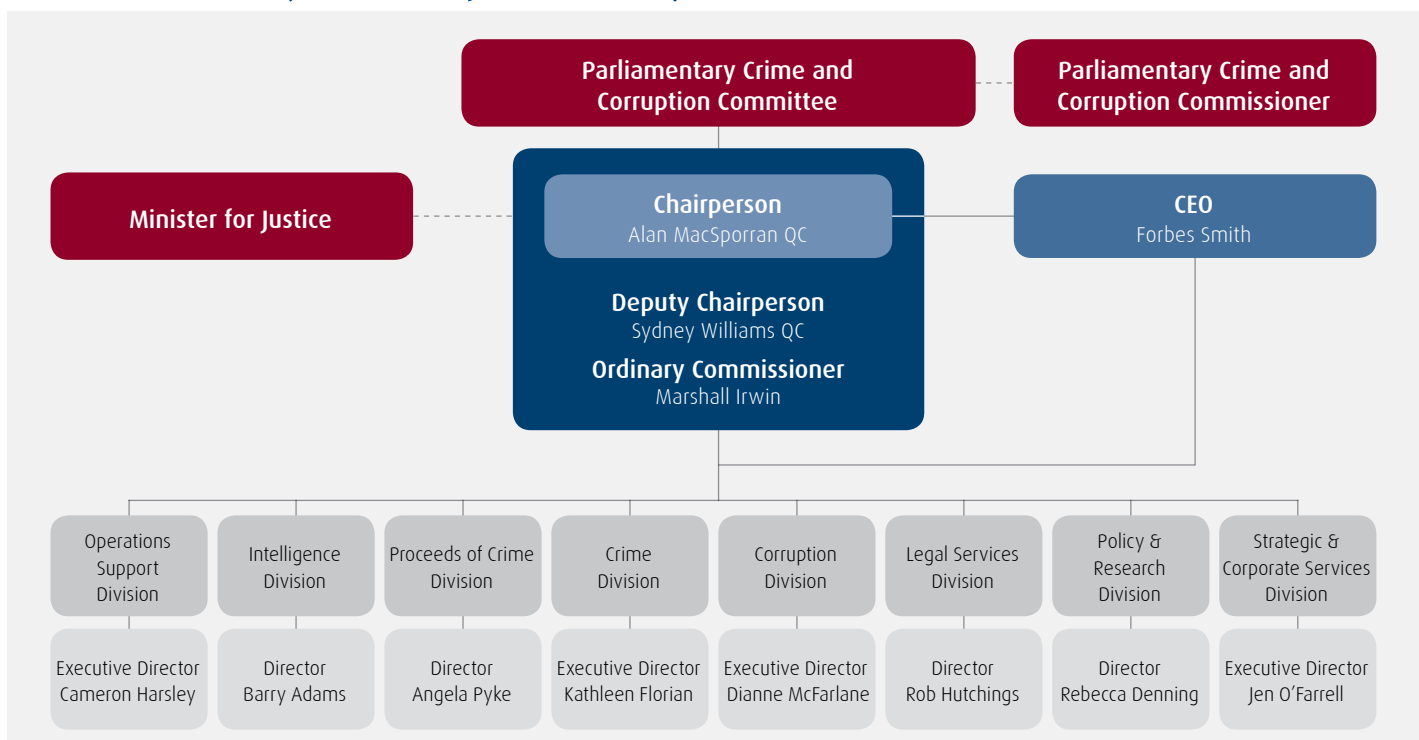 Parliamentary Crime and
Corruption Committee
Parliamentary Crime and
Corruption Commissioner
Minister for Justice
Chairperson
Alan MacSporran QC
CEO
Forbes Smith
Deputy Chairperson
Sydney Williams QC
Ordinary Commissioner
Marshall Irwin
Operations
Support
Division
Intelligence
Division
Proceeds of Crime
Division
Crime
Division
Corruption
Division
Legal Services
Division
Policy &
Research
Division
Strategic &
Corporate Services
Division
Executive Director
Cameron Harsley
Director
Barry Adams
Director
Angela Pyke
Executive Director
Kathleen Florian
Executive Director
Dianne McFarlane
Director
Rob Hutchings
Director
Rebecca Denning
Executive Director
Jen O’Farrell